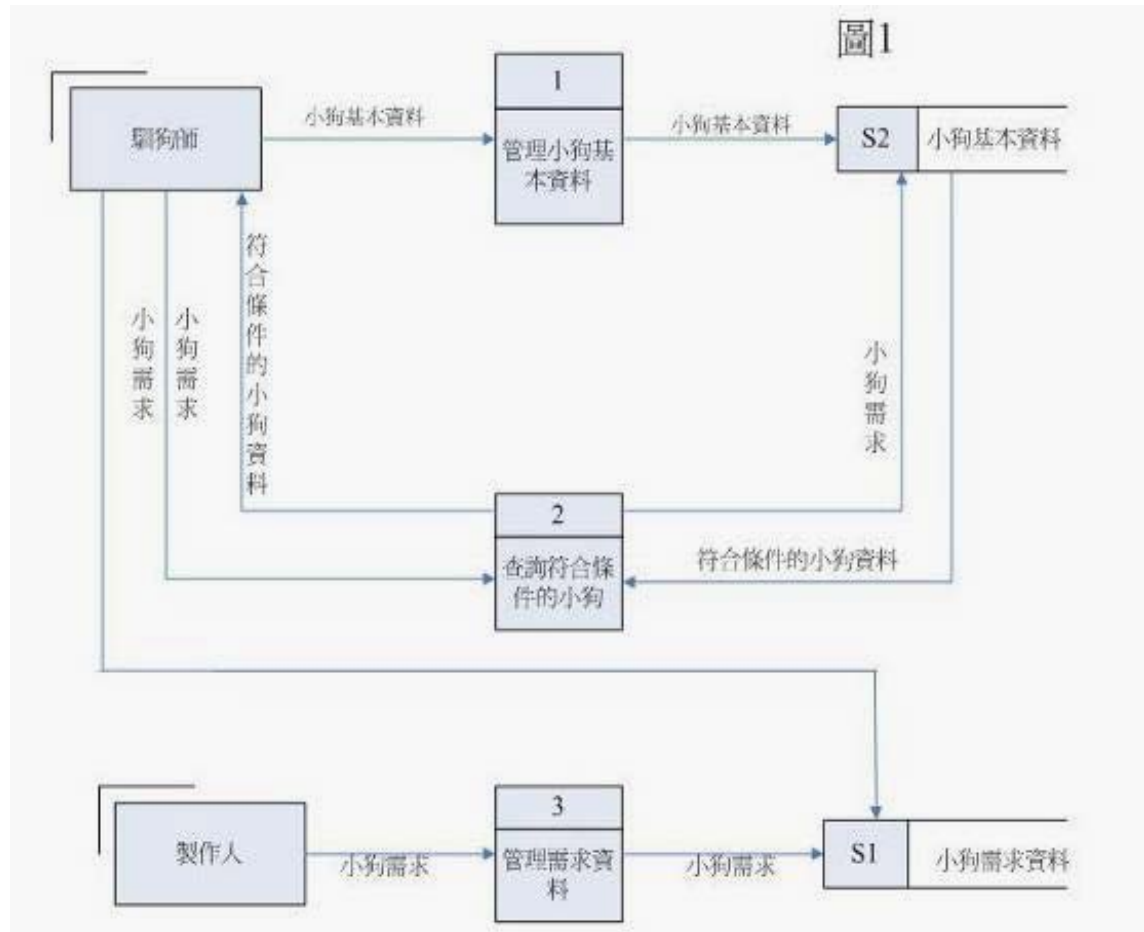 圖1
1
馴狗師
小狗基本資料
管理小狗基
本資料
小狗基本資料
S2
小狗基本資料
小狗需求
小狗需求
符合條件的小狗資料
小狗需求
2
查詢符合條
件的小狗
符合條件的小狗資料
3
製作人
小狗需求
管理需求資
料
小狗需求
S1
小狗需求資料